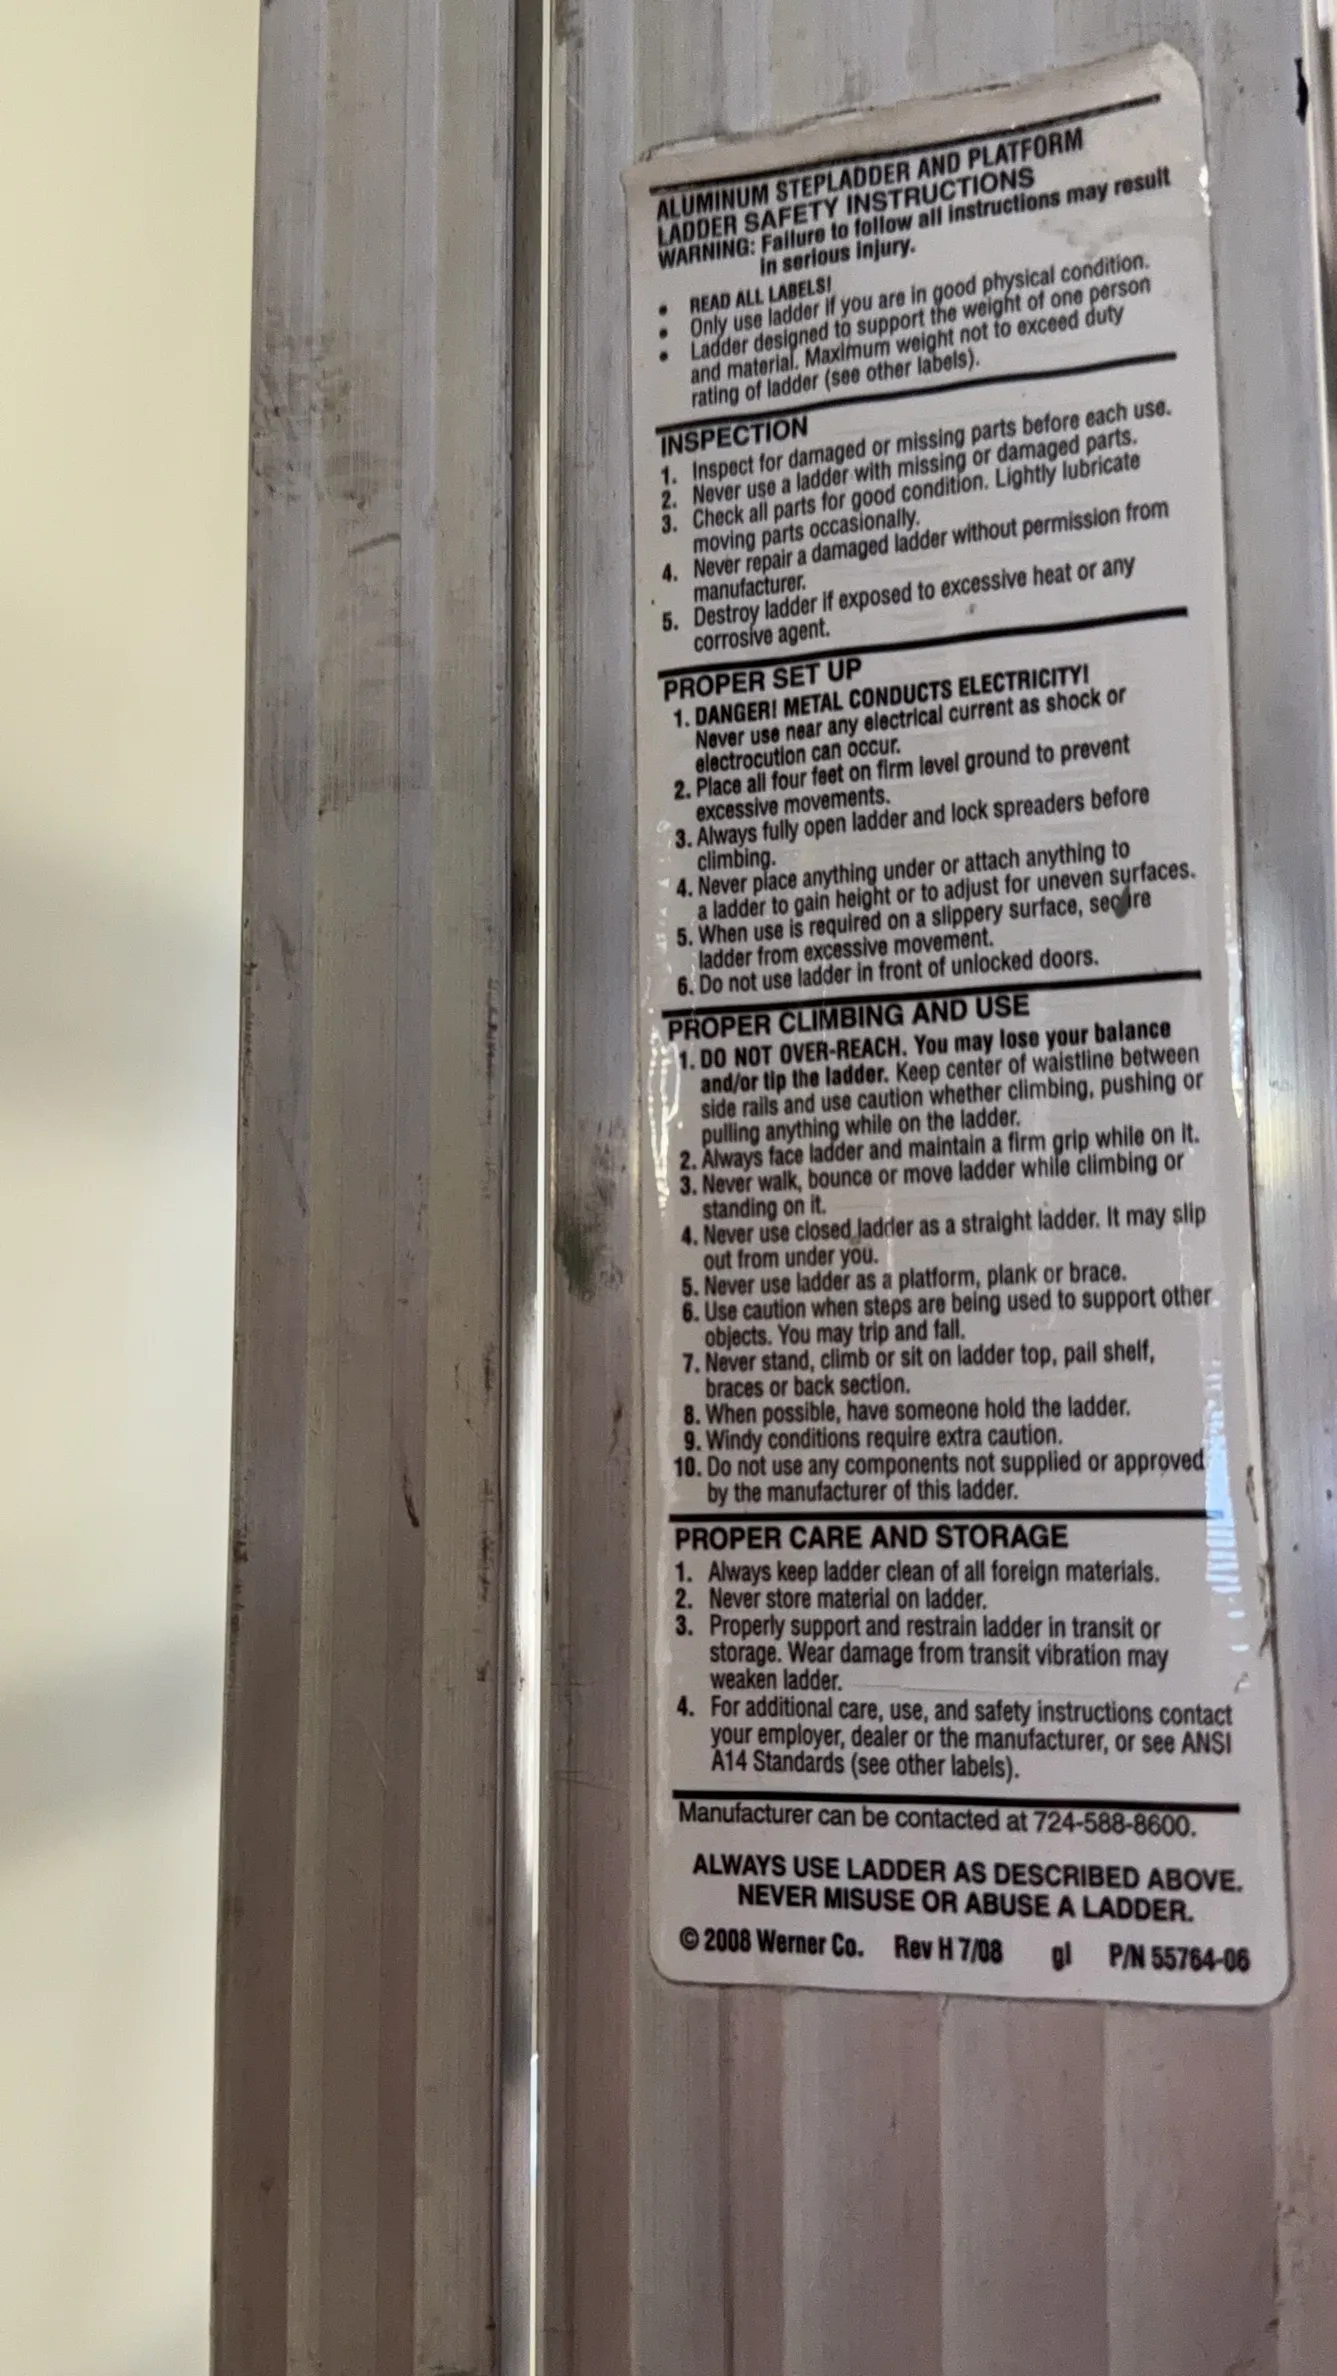 ALUMINUM STEPLADDER AND PLATFORM
LADDER SAFETY INSTRUCTIONS
WARNING: Failure to follow all instructions may result
in serious injury.
• READ ALL LABELS!
• Only use ladder if you are in good physical condition.
• Ladder designed to support the weight of one person
and material. Maximum weight not to exceed duty
rating of ladder (see other labels).
INSPECTION
1. Inspect for damaged or missing parts before each use.
2. Never use a ladder with missing or damaged parts.
3. Check all parts for good condition. Lightly lubricate
moving parts occasionally.
4. Never repair a damaged ladder without permission from
manufacturer.
5. Destroy ladder if exposed to excessive heat or any
corrosive agent.
PROPER SET UP
1. DANGER! METAL CONDUCTS ELECTRICITY!
Never use near any electrical current as shock or
electrocution can occur.
2. Place all four feet on firm level ground to prevent
excessive movements.
3. Always fully open ladder and lock spreaders before
climbing.
4. Never place anything under or attach anything to
a ladder to gain height or to adjust for uneven surfaces.
5. When use is required on a slippery surface, secure
ladder from excessive movement.
6. Do not use ladder in front of unlocked doors.
PROPER CLIMBING AND USE
1. DO NOT OVER-REACH. You may lose your balance
and/or tip the ladder. Keep center of waistline between
side rails and use caution whether climbing, pushing or
pulling anything while on the ladder.
2. Always face ladder and maintain a firm grip while on it.
3. Never walk, bounce or move ladder while climbing or
standing on it.
4. Never use closed ladder as a straight ladder. It may slip
out from under you.
5. Never use ladder as a platform, plank or brace.
6. Use caution when steps are being used to support other
objects. You may trip and fall.
7. Never stand, climb or sit on ladder top, pail shelf,
braces or back section.
8. When possible, have someone hold the ladder.
9. Windy conditions require extra caution.
10. Do not use any components not supplied or approved
by the manufacturer of this ladder.
PROPER CARE AND STORAGE
1. Always keep ladder clean of all foreign materials.
2. Never store material on ladder.
3. Properly support and restrain ladder in transit or
storage. Wear damage from transit vibration may
weaken ladder.
4. For additional care, use, and safety instructions contact
your employer, dealer or the manufacturer, or see ANSI
A14 Standards (see other labels).
Manufacturer can be contacted at 724-588-8600.
ALWAYS USE LADDER AS DESCRIBED ABOVE.
NEVER MISUSE OR ABUSE A LADDER.
© 2008 Werner Co. Rev H 7/08 gl P/N 55764-06